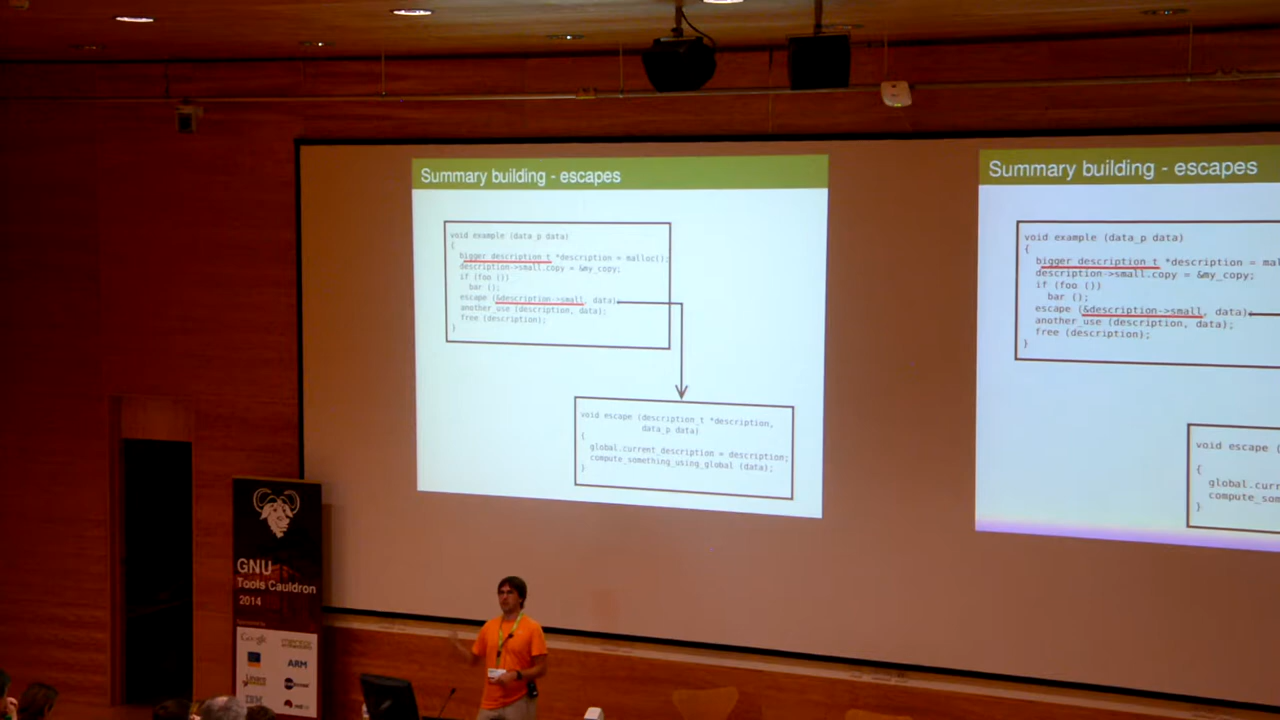 Summary building - escapes
void example (data_p data)
{
bigger_description_t *description = malloc();
description->small.copy = &my_copy;
if (foo ())
bar ();
escape (&description->small, data);
another_use (description, data);
free (description);
}
void escape (description_t *description,
data_p data)
{
global.current_description = description;
compute_something_using_global (data);
}
Summary building - escapes
void example (data_p data)
{
bigger_description_t *description = mal
description->small.copy = &my_copy;
if (foo ())
bar ();
escape (&description->small, data);
another_use (description, data);
free (description);
}
void escape (
{
global.curr
compute_som
}
GNU
Tools Cauldron
2014
Google
ARM
IBM